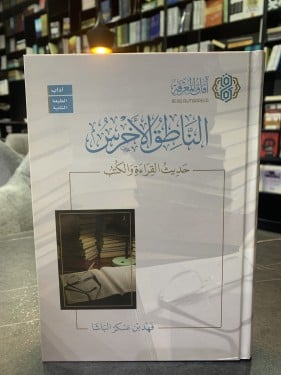 آفاق المعرفة
آداب
الطبعة
الثانية
الناطق الأخرس
حديث القراءة والكتب
فهد بن عسكر الباشا